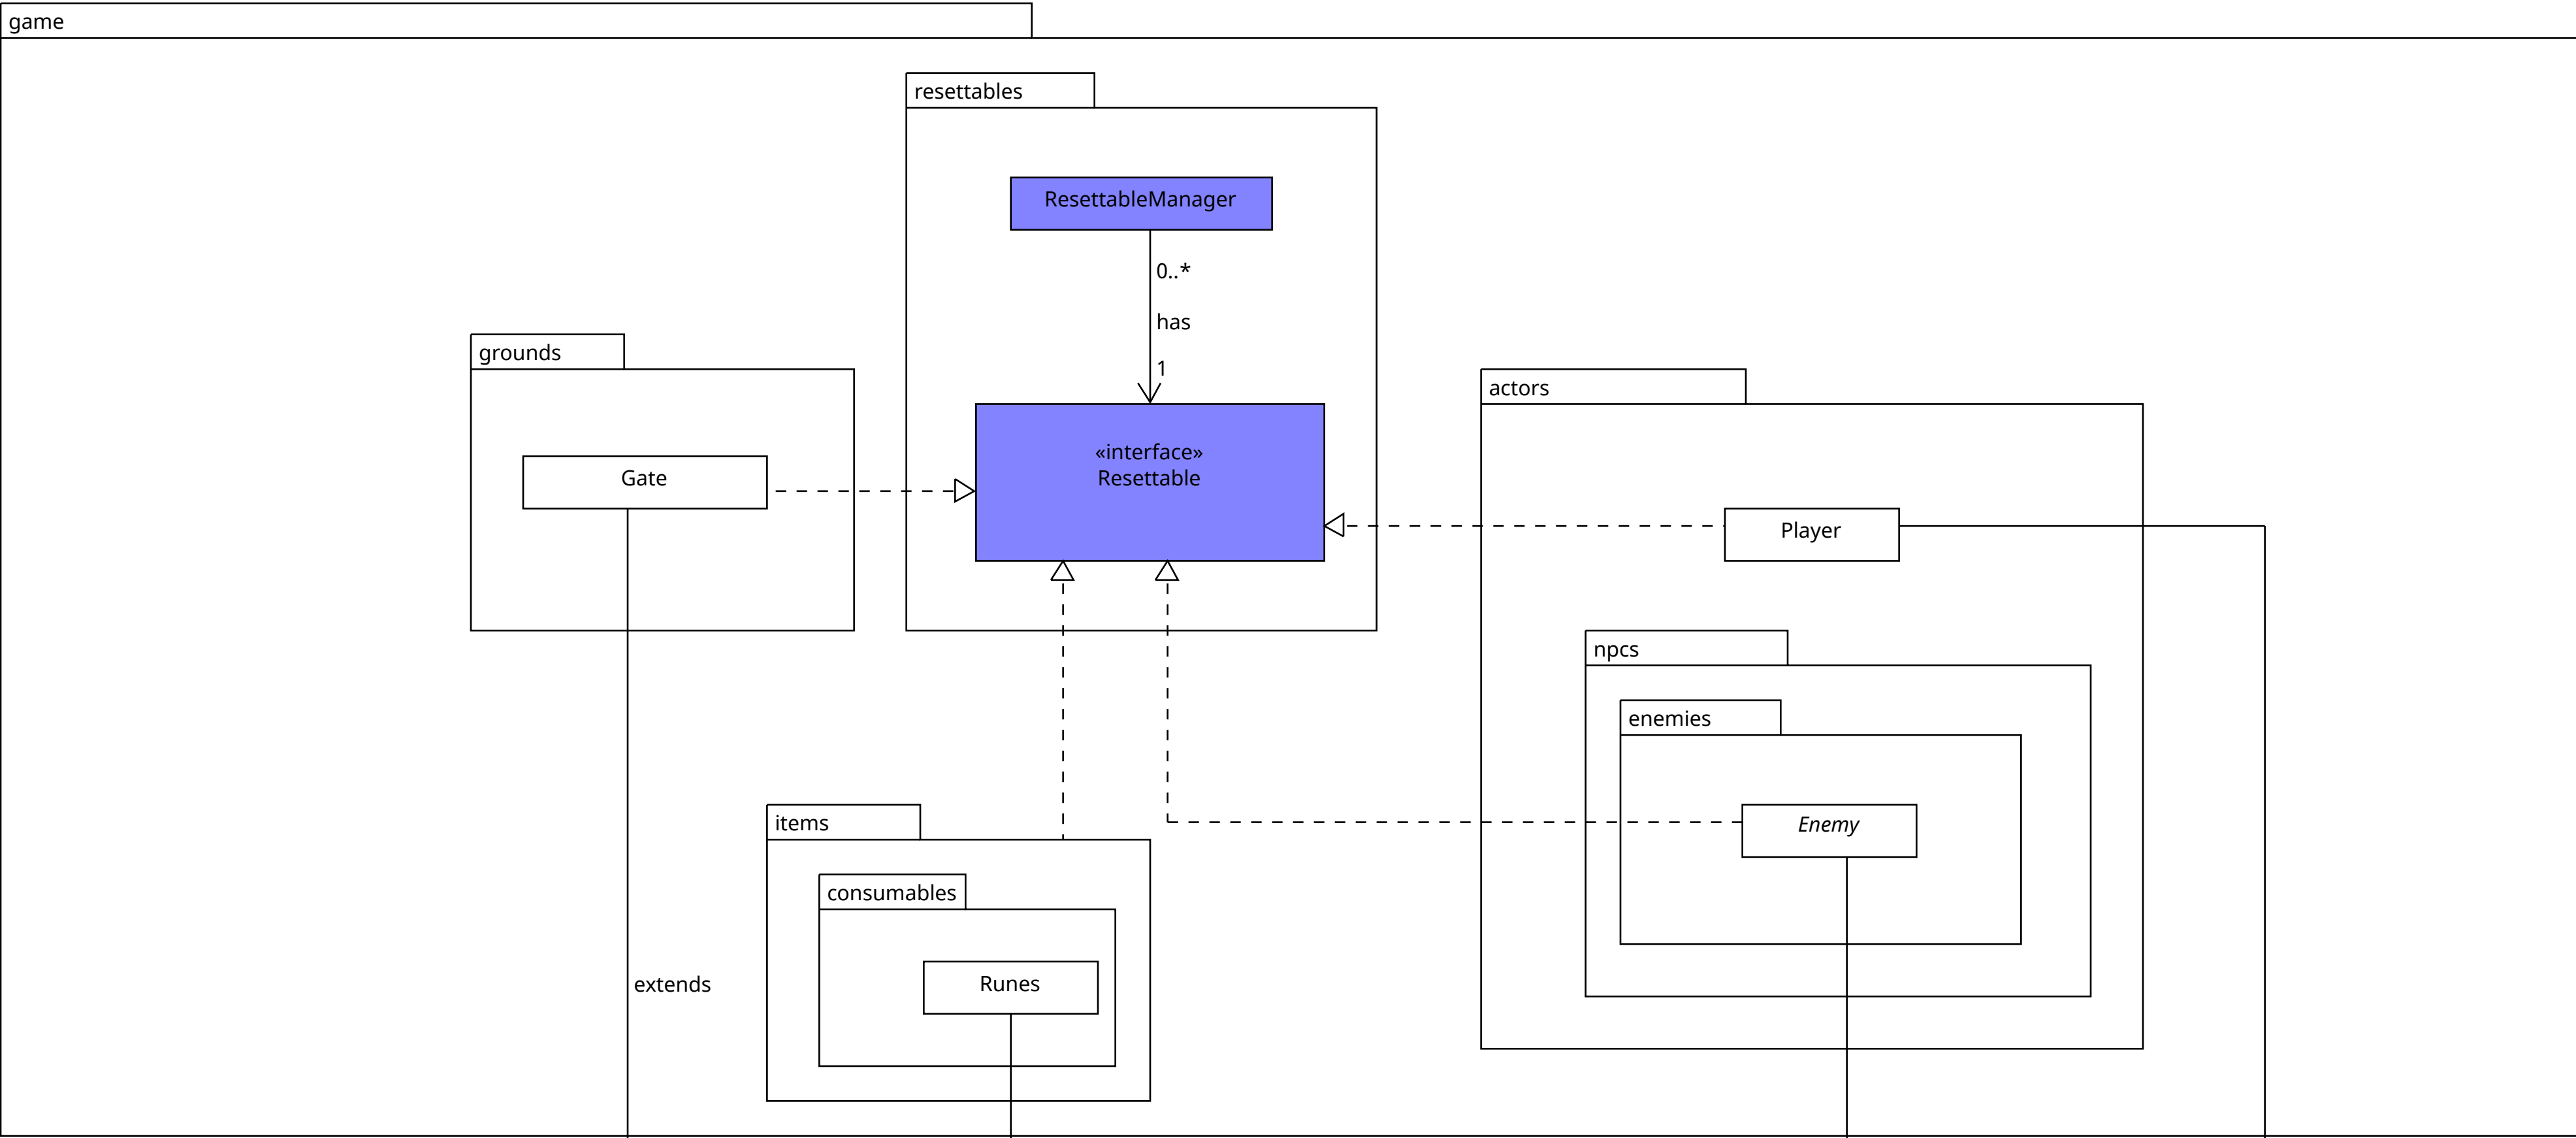 game
resettables
ResettableManager
0..*
has
1
grounds
Gate
«interface»
Resettable
actors
Player
npcs
enemies
Enemy
items
consumables
Runes
extends